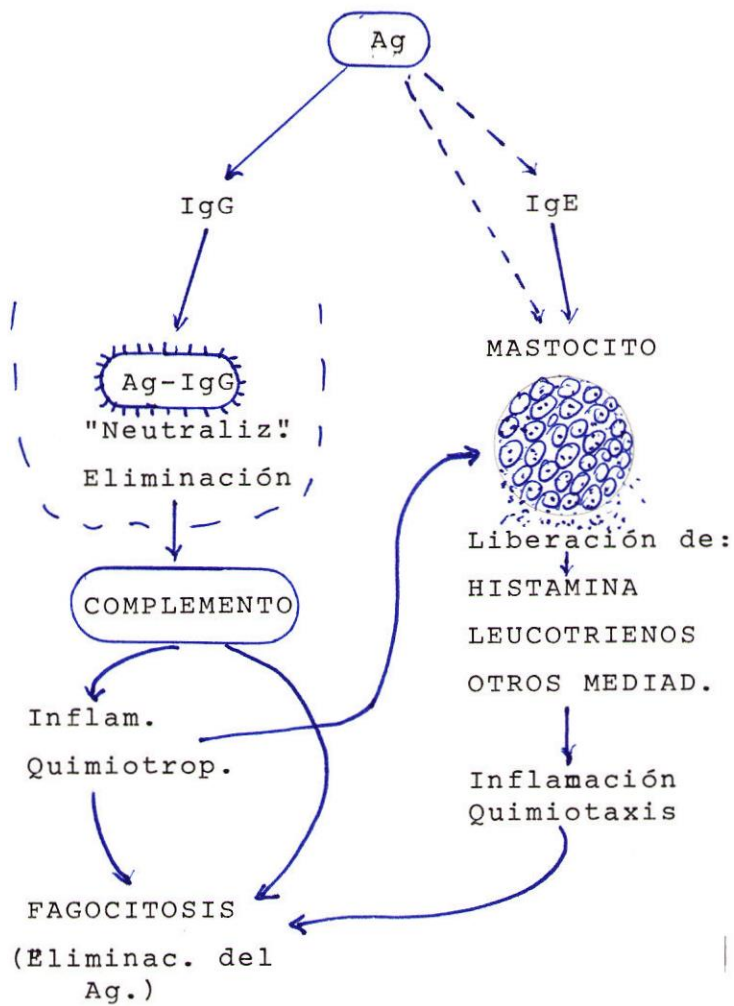 Ag
IgG
IgE
Ag-IgG
"Neutraliz".
Eliminación
COMPLEMENTO
Inflam.
Quimiotrop.
MASTOCITO
Liberación de:
HISTAMINA
LEUCOTRIENOS
OTROS MEDIAD.
Inflamación
Quimiotaxis
FAGOCITOSIS
(Eliminac. del
Ag.)